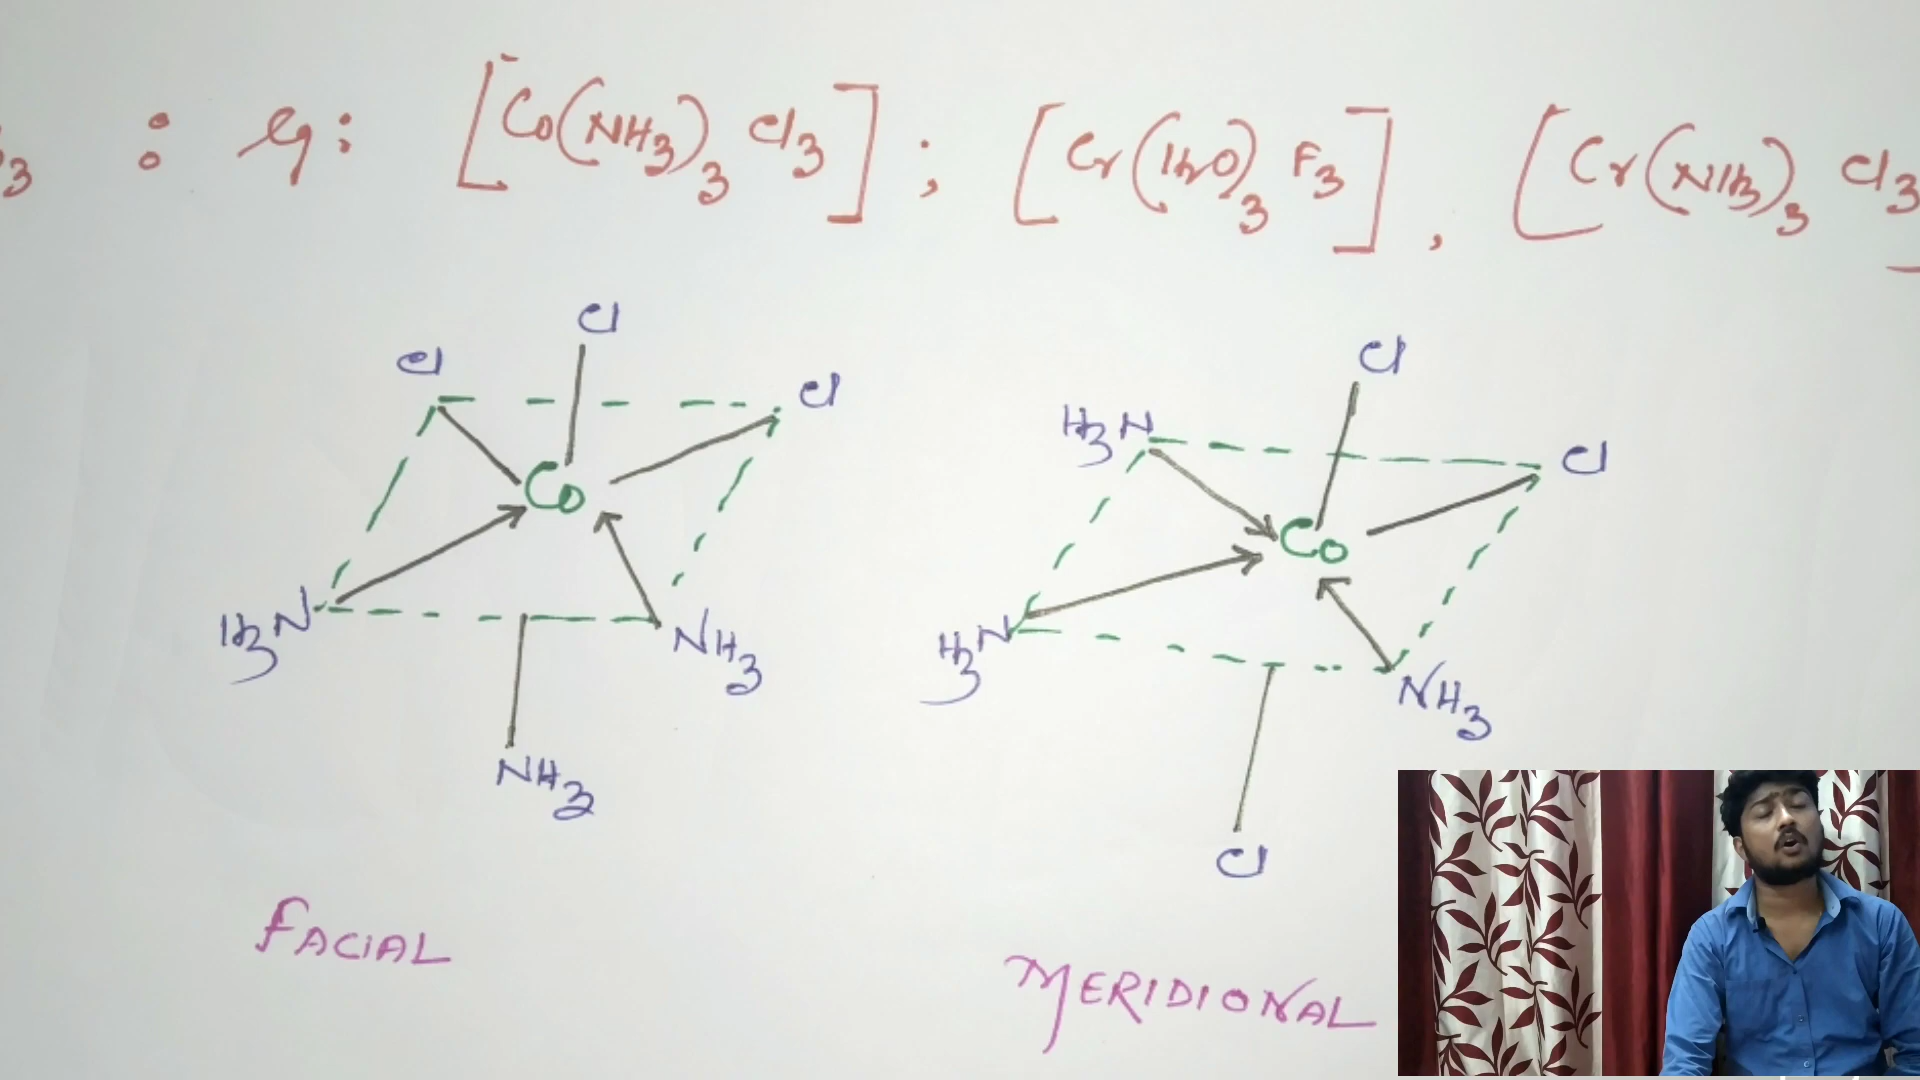 3 : eg: [Co(NH3)3 Cl3] ; [Cr(H2O)3 F3] , [Cr(NH3)3 Cl3
Cl Cl
Cl Cl H3N Cl
Co Co
H3N NH3 H3N NH3
NH3 Cl
FACIAL MERIDIONAL